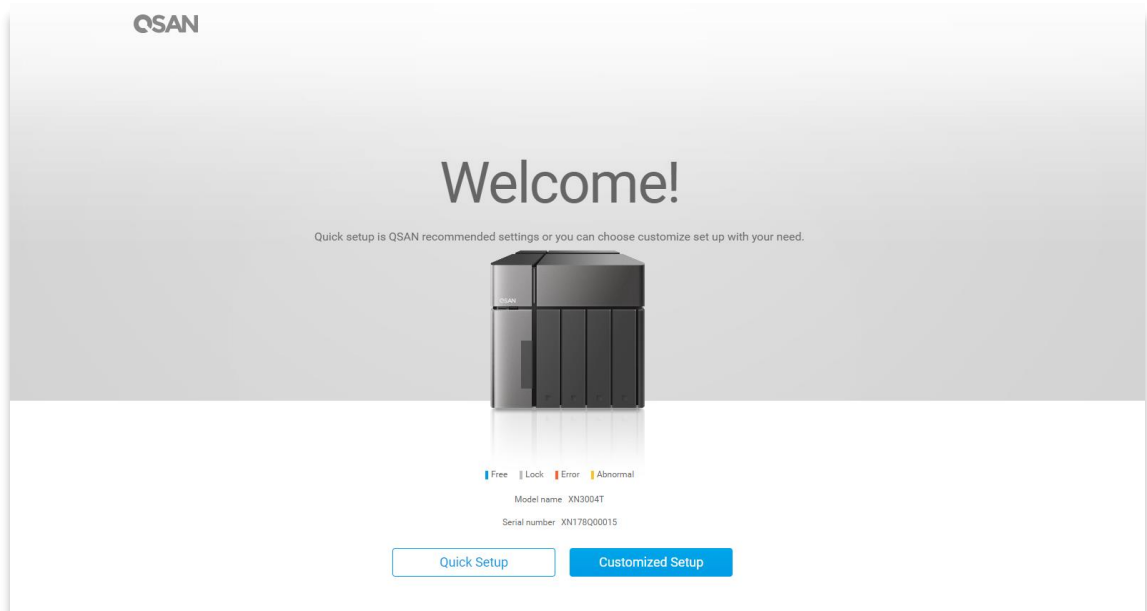 QSAN
Welcome!
Quick setup is QSAN recommended settings or you can choose customize set up with your need.
QSAN
Free Lock Error Abnormal
Model name XN3004T
Serial number XN178Q00015
Quick Setup Customized Setup